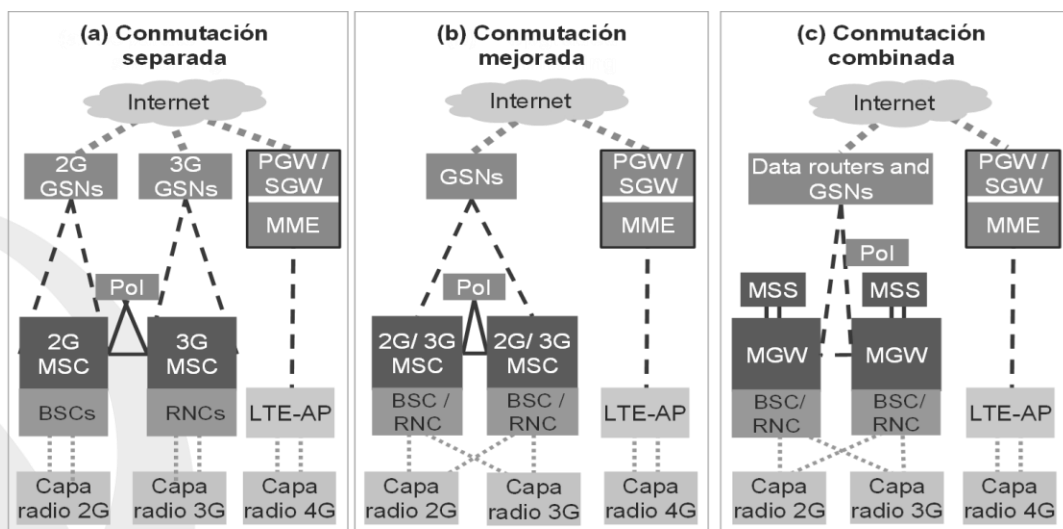 (a) Conmutación
separada
Internet
2G
GSNs
3G
GSNs
PGW /
SGW
MME
PoI
2G
MSC
3G
MSC
BSCs
RNCs
LTE-AP
Capa
radio 2G
Capa
radio 3G
Capa
radio 4G
(b) Conmutación
mejorada
Internet
GSNs
PGW /
SGW
MME
PoI
2G/ 3G
MSC
2G/ 3G
MSC
BSC /
RNC
BSC /
RNC
LTE-AP
Capa
radio 2G
Capa
radio 3G
Capa
radio 4G
(c) Conmutación
combinada
Internet
Data routers and
GSNs
PGW /
SGW
MME
PoI
MSS
MSS
MGW
MGW
BSC/
RNC
BSC/
RNC
LTE-AP
Capa
radio 2G
Capa
radio 3G
Capa
radio 4G